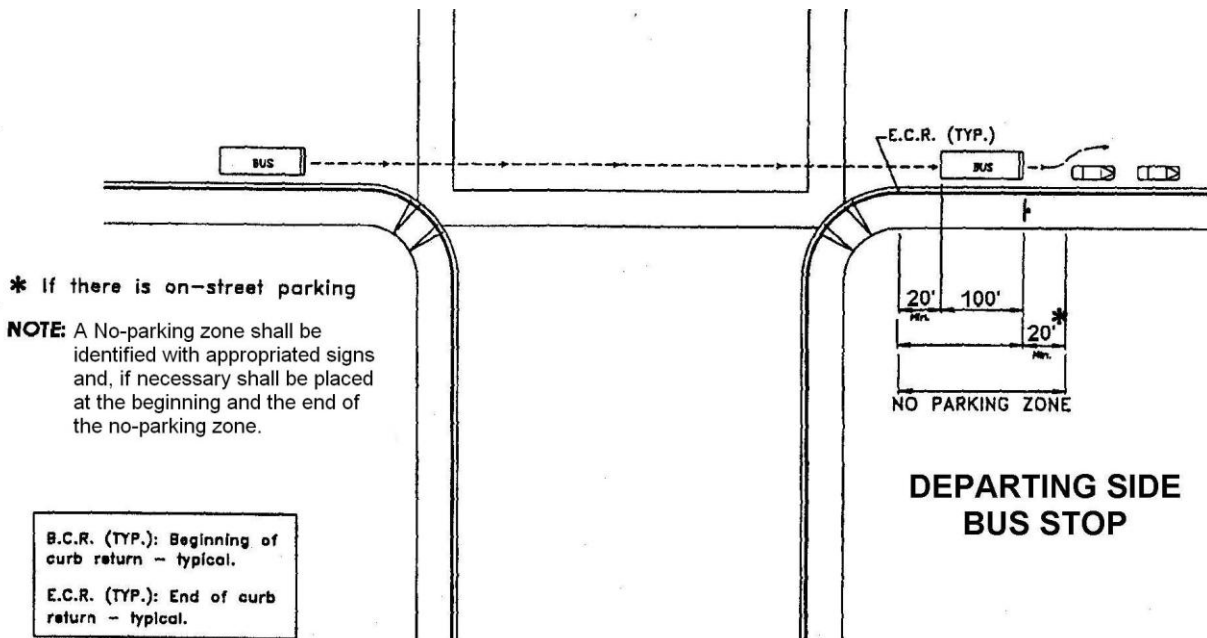 E.C.R. (TYP.)
BUS
BUS
* If there is on-street parking
NOTE: A No-parking zone shall be
identified with appropriated signs
and, if necessary shall be placed
at the beginning and the end of
the no-parking zone.
20'
Min.
100'
20'*
Min.
NO PARKING ZONE
DEPARTING SIDE
BUS STOP
B.C.R. (TYP.): Beginning of
curb return - typical.
E.C.R. (TYP.): End of curb
return - typical.